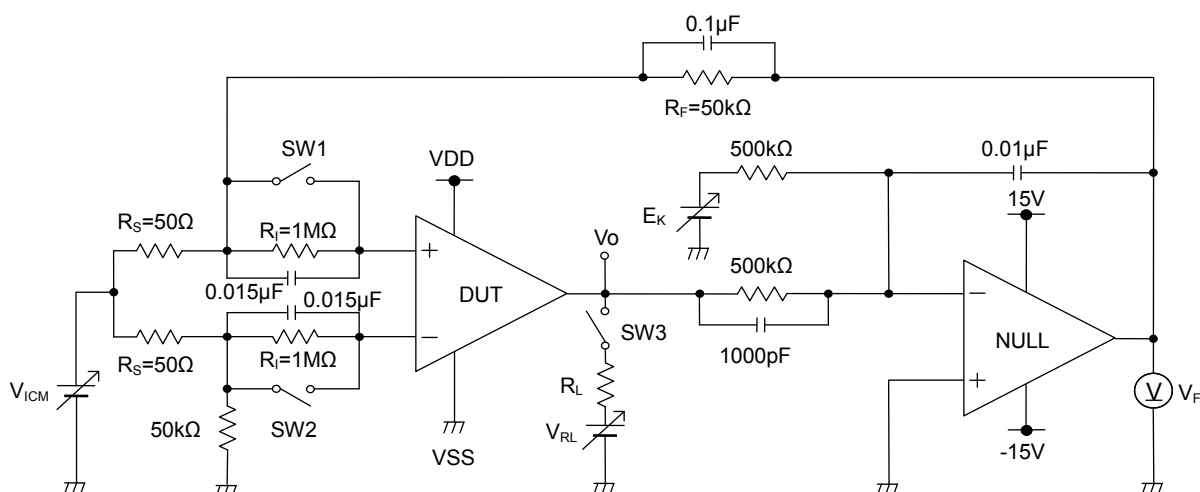 0.1µF
R_F=50kΩ
SW1
VDD
500kΩ
0.01µF
15V
R_S=50Ω
R_I=1MΩ
E_K
Vo
+
500kΩ
0.015µF
0.015µF
DUT
−
−
NULL
SW3
R_S=50Ω
R_I=1MΩ
1000pF
+
V_ICM
R_L
V
V_F
50kΩ
SW2
V_RL
VSS
-15V